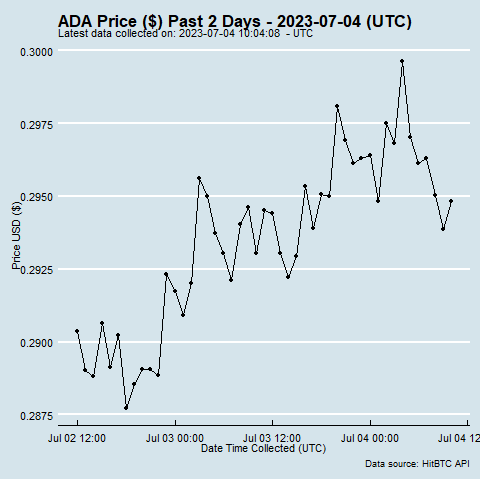 ADA Price ($) Past 2 Days - 2023-07-04 (UTC)
Latest data collected on: 2023-07-04 10:04:08 - UTC
0.3000
0.2975
0.2950
0.2925
0.2900
0.2875
Price USD ($)
Jul 02 12:00 Jul 03 00:00 Jul 03 12:00 Jul 04 00:00 Jul 04 12
Date Time Collected (UTC)
Data source: HitBTC API